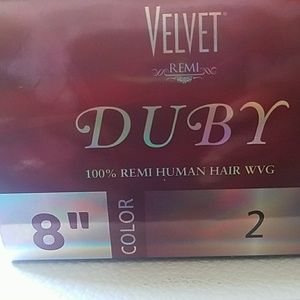 VELVET
REMI
DUBY
100% REMI HUMAN HAIR WVG
8" COLOR 2